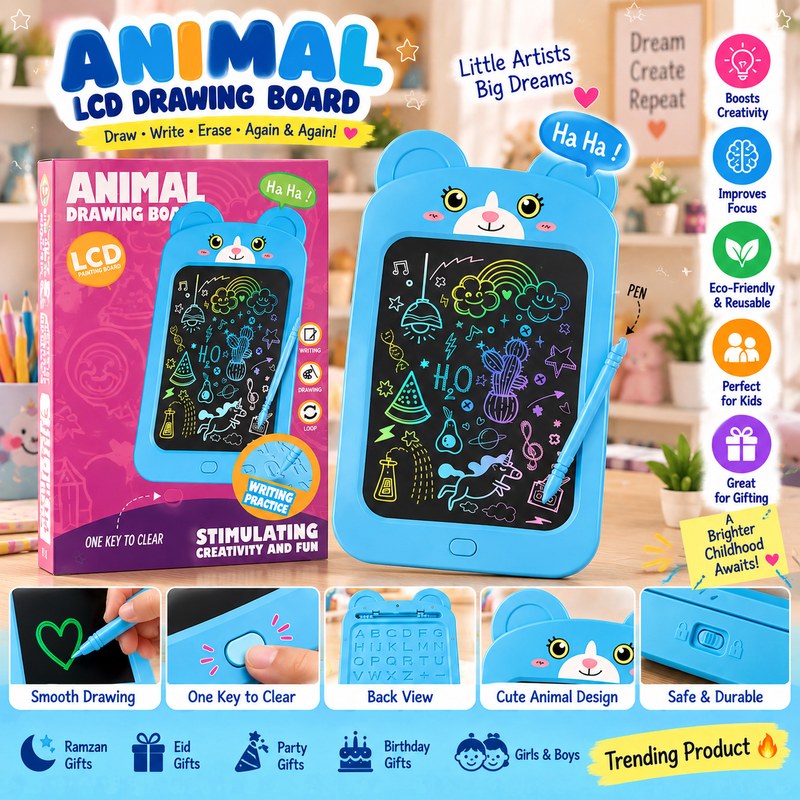 ANIMAL
LCD DRAWING BOARD
Draw • Write • Erase • Again & Again!
Little Artists
Big Dreams
Dream
Create
Repeat
Ha Ha !
Boosts
Creativity
Improves
Focus
Eco-Friendly
& Reusable
Perfect
for Kids
Great
for Gifting
A
Brighter
Childhood
Awaits!
ANIMAL
DRAWING BOA
Ha Ha !
LCD
PAINTING BOARD
H2O
WRITING
DRAWING
LOOP
WRITING
PRACTICE
ONE KEY TO CLEAR
STIMULATING
CREATIVITY AND FUN
PEN
H2O
Smooth Drawing
One Key to Clear
A B C D F G
H I J K L M N
O P Q R T U
V W X Z + −
Back View
Cute Animal Design
Safe & Durable
Ramzan
Gifts
Eid
Gifts
Party
Gifts
Birthday
Gifts
Girls & Boys
Trending Product